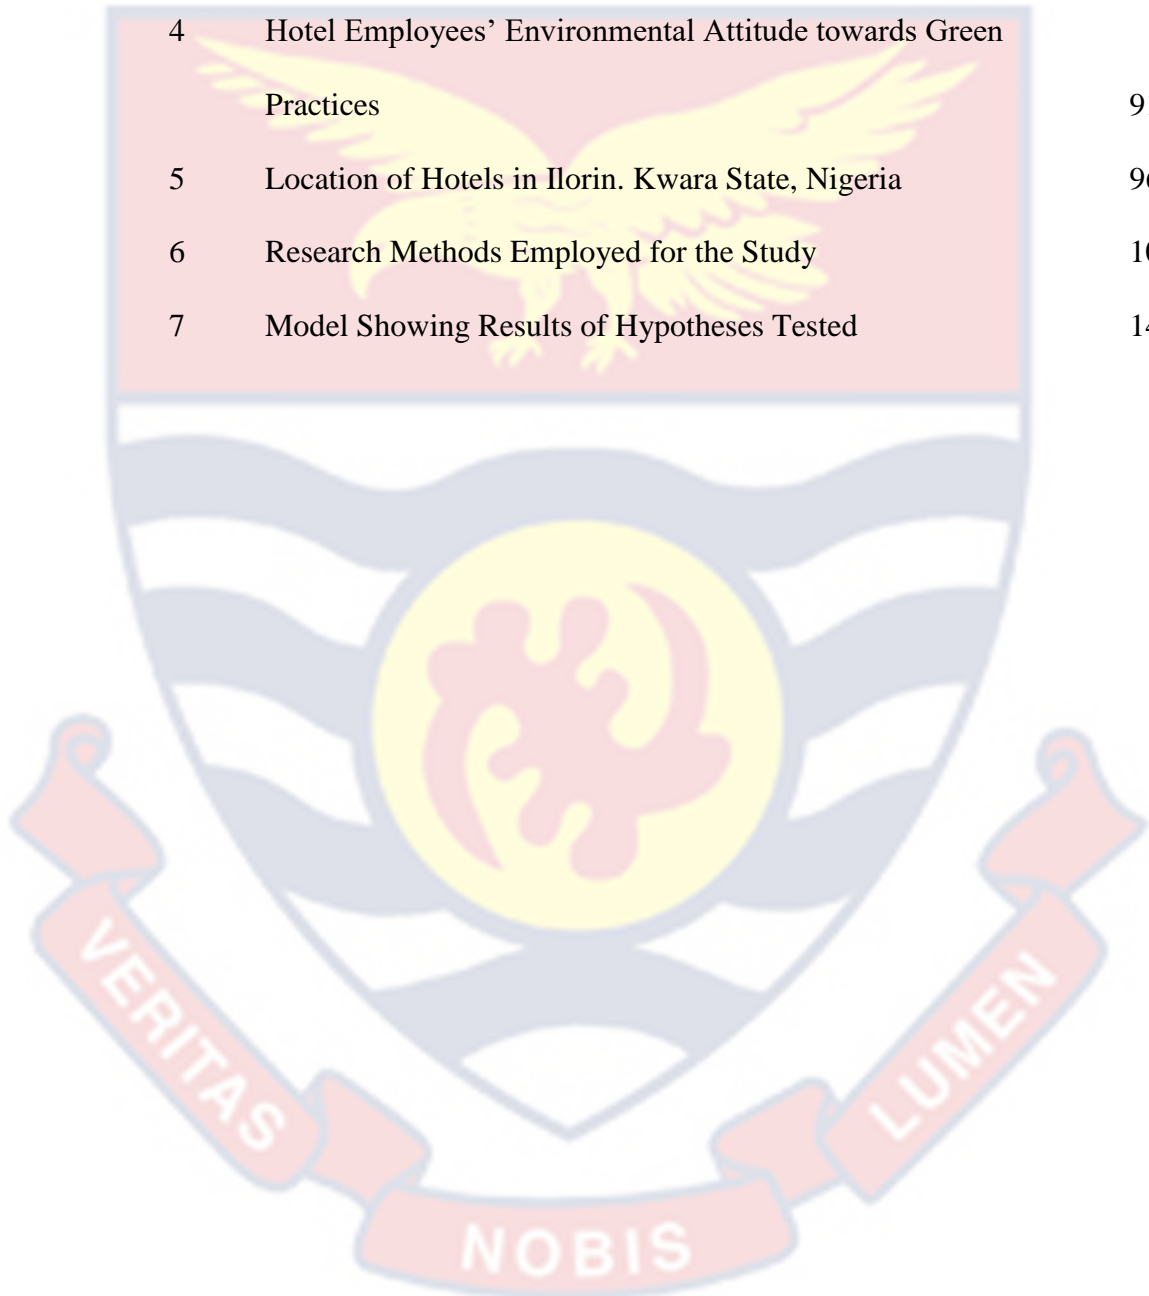 4 Hotel Employees’ Environmental Attitude towards Green
Practices
5 Location of Hotels in Ilorin. Kwara State, Nigeria
6 Research Methods Employed for the Study
7 Model Showing Results of Hypotheses Tested
VERITAS
NOBIS
LUMEN